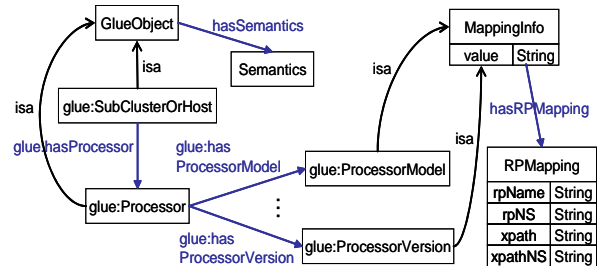 GlueObject
hasSemantics
MappingInfo
value String
isa
Semantics
isa
isa
glue:SubClusterOrHost
isa
hasRPMapping
glue:hasProcessor
glue:has
ProcessorModel
glue:ProcessorModel
RPMapping
rpName String
rpNS String
xpath String
xpathNS String
glue:Processor
⋮
glue:has
ProcessorVersion
glue:ProcessorVersion